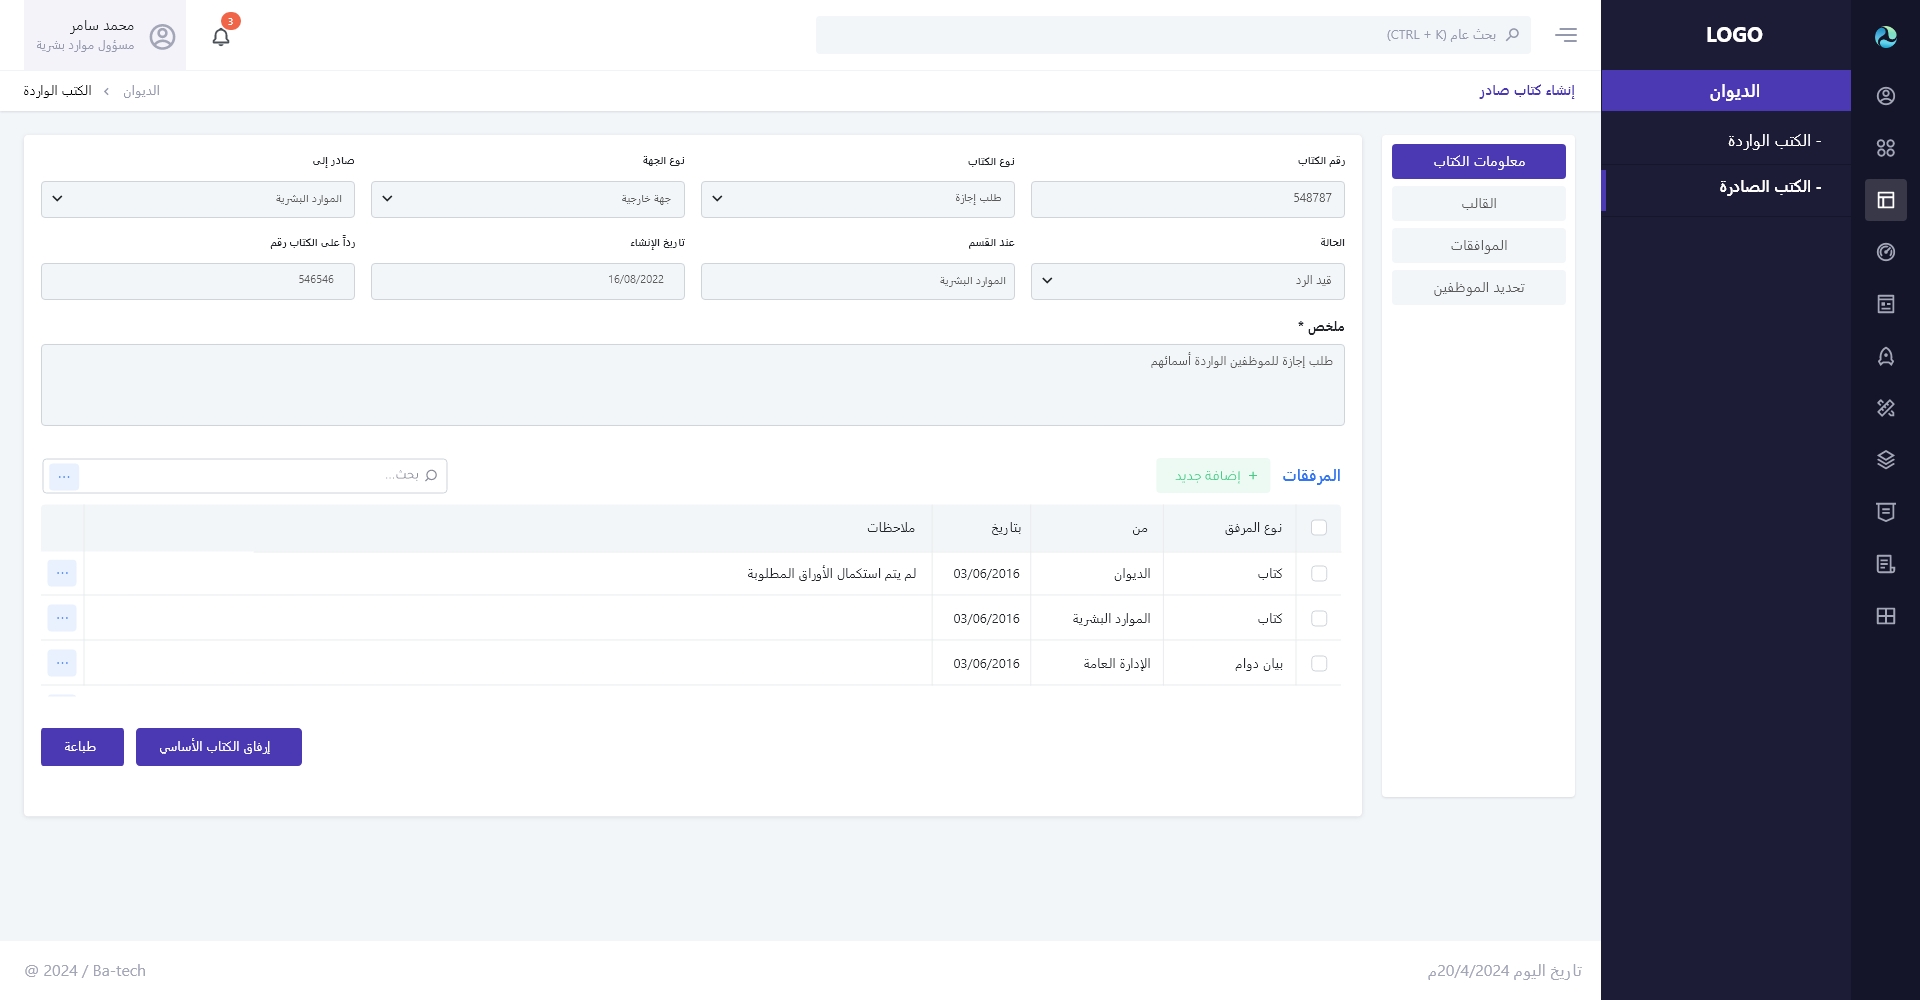 LOGO
الديوان
- الكتب الواردة
- الكتب الصادرة
بحث عام (CTRL + K)
3
محمد سامر
مسؤول موارد بشرية
إنشاء كتاب صادر
الديوان › الكتب الواردة
معلومات الكتاب
القالب
الموافقات
تحديد الموظفين
رقم الكتاب
548787
نوع الكتاب
طلب إجازة
نوع الجهة
جهة خارجية
صادر إلى
الموارد البشرية
الحالة
قيد الرد
عند القسم
الموارد البشرية
تاريخ الإنشاء
16/08/2022
رداً على الكتاب رقم
546546
ملخص *
طلب إجازة للموظفين الواردة أسمائهم
المرفقات
+ إضافة جديد
بحث...
...
نوع المرفق من بتاريخ ملاحظات
كتاب الديوان 03/06/2016 لم يتم استكمال الأوراق المطلوبة ...
كتاب الموارد البشرية 03/06/2016 ...
بيان دوام الإدارة العامة 03/06/2016 ...
إرفاق الكتاب الأساسي
طباعة
تاريخ اليوم 20/4/2024م
@ 2024 / Ba-tech